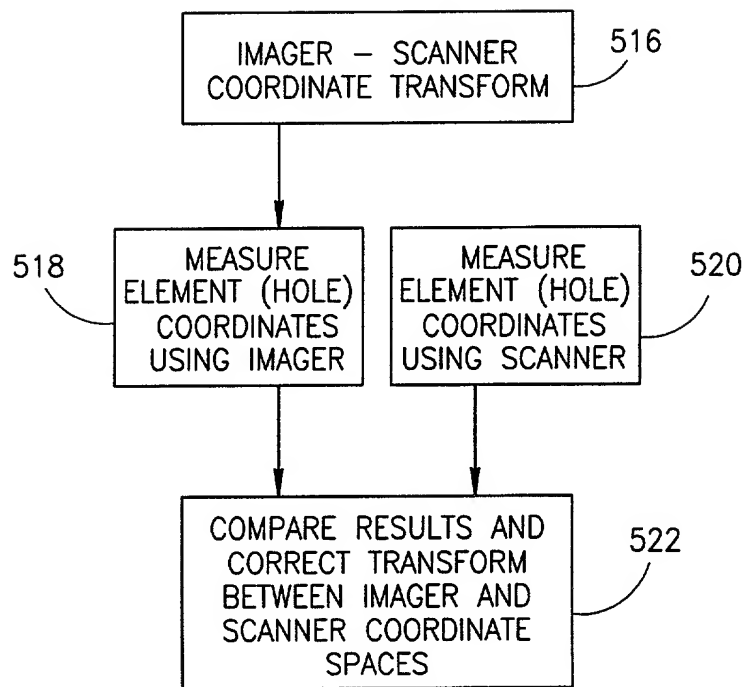 IMAGER – SCANNER
COORDINATE TRANSFORM
516
518
MEASURE
ELEMENT (HOLE)
COORDINATES
USING IMAGER
MEASURE
ELEMENT (HOLE)
COORDINATES
USING SCANNER
520
COMPARE RESULTS AND
CORRECT TRANSFORM
BETWEEN IMAGER AND
SCANNER COORDINATE
SPACES
522